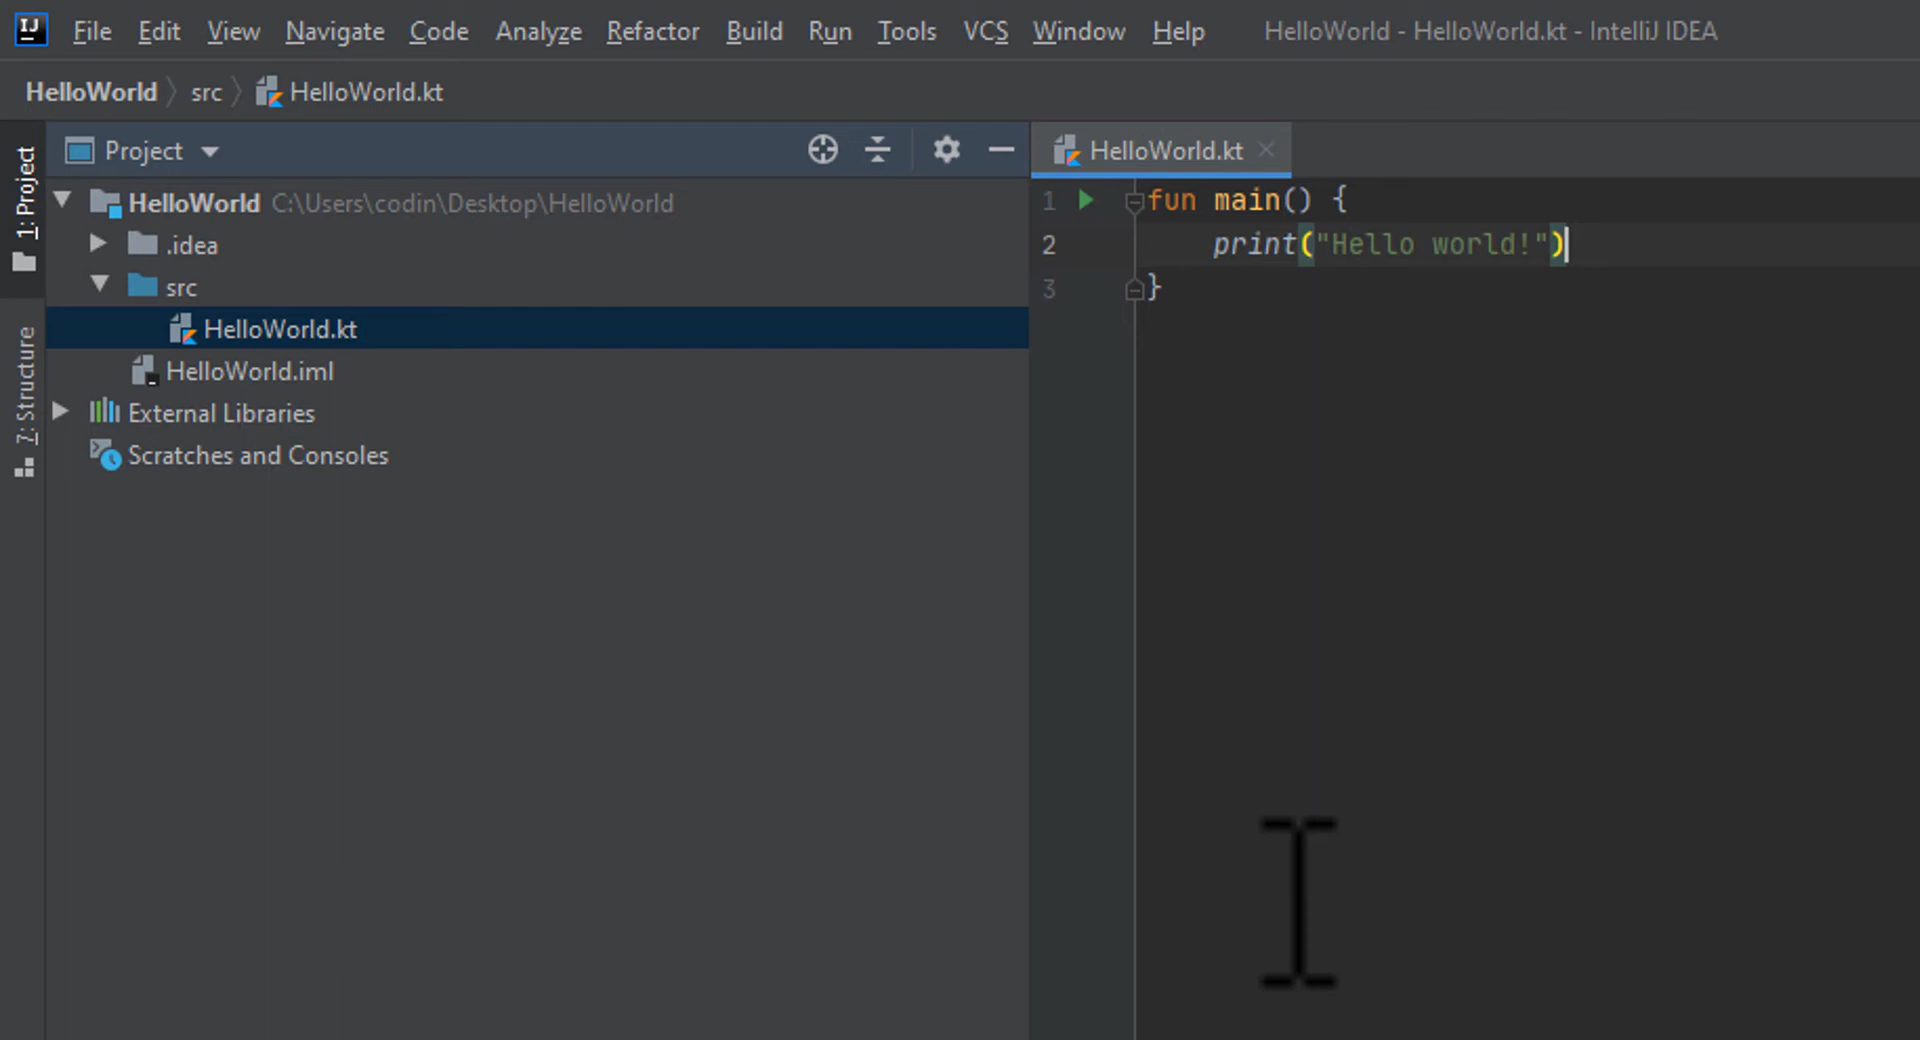 IJ File Edit View Navigate Code Analyze Refactor Build Run Tools VCS Window Help HelloWorld - HelloWorld.kt - IntelliJ IDEA
HelloWorld src HelloWorld.kt
1: Project
7: Structure
Project
HelloWorld C:\Users\codin\Desktop\HelloWorld
.idea
src
HelloWorld.kt
HelloWorld.iml
External Libraries
Scratches and Consoles
HelloWorld.kt
1 fun main() {
2 print("Hello world!")
3 }